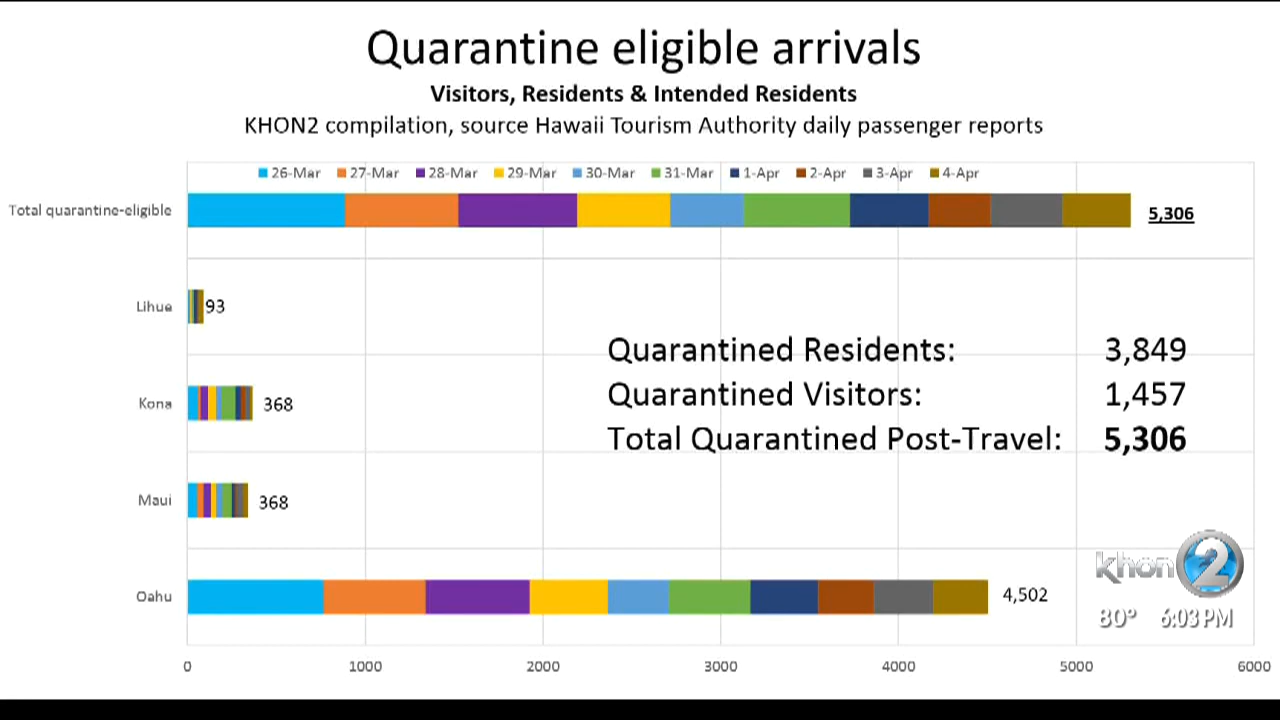 Quarantine eligible arrivals
Visitors, Residents & Intended Residents
KHON2 compilation, source Hawaii Tourism Authority daily passenger reports
26-Mar 27-Mar 28-Mar 29-Mar 30-Mar 31-Mar 1-Apr 2-Apr 3-Apr 4-Apr
Total quarantine-eligible 5,306
Lihue 93
Quarantined Residents: 3,849
Kona 368
Quarantined Visitors: 1,457
Total Quarantined Post-Travel: 5,306
Maui 368
Oahu 4,502
khon 2
80° 6:03 PM
0 1000 2000 3000 4000 5000 6000